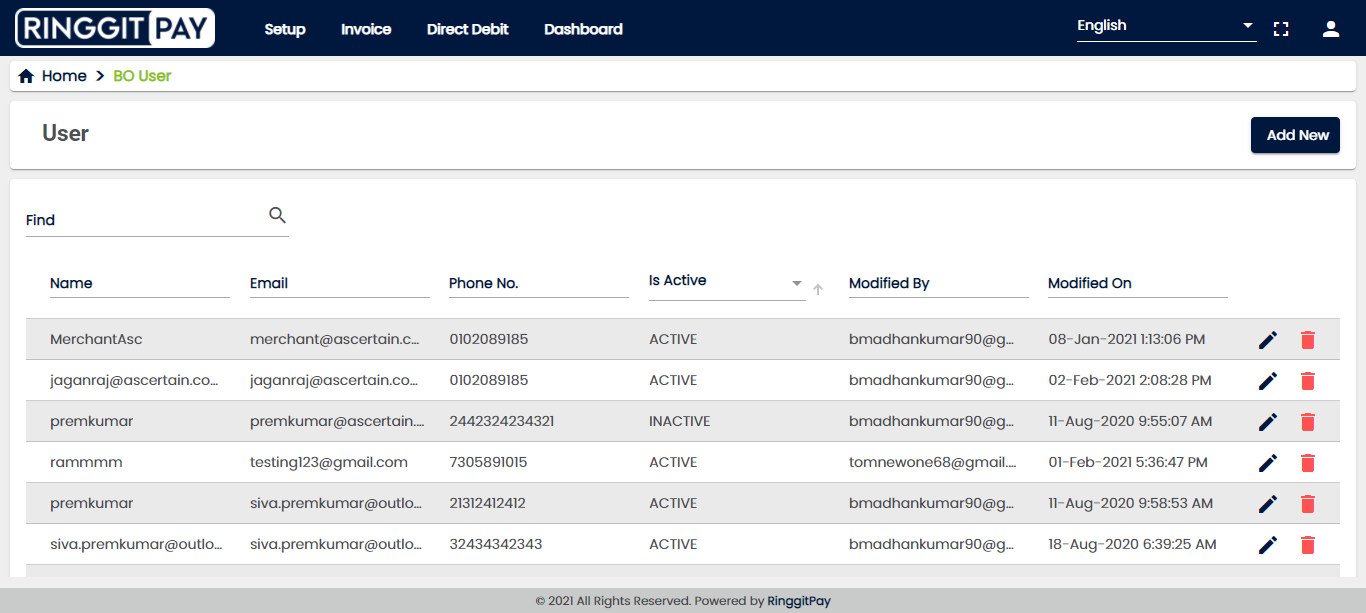 RINGGIT PAY Setup Invoice Direct Debit Dashboard English
Home > BO User
User Add New
Find
Name Email Phone No. Is Active Modified By Modified On
MerchantAsc merchant@ascertain.c... 0102089185 ACTIVE bmadhankumar90@g... 08-Jan-2021 1:13:06 PM
jaganraj@ascertain.co... jaganraj@ascertain.co... 0102089185 ACTIVE bmadhankumar90@g... 02-Feb-2021 2:08:28 PM
premkumar premkumar@ascertain.... 2442324234321 INACTIVE bmadhankumar90@g... 11-Aug-2020 9:55:07 AM
rammmm testing123@gmail.com 7305891015 ACTIVE tomnewone68@gmail.... 01-Feb-2021 5:36:47 PM
premkumar siva.premkumar@outlo... 21312412412 ACTIVE bmadhankumar90@g... 11-Aug-2020 9:58:53 AM
siva.premkumar@outlo... siva.premkumar@outlo... 32434342343 ACTIVE bmadhankumar90@g... 18-Aug-2020 6:39:25 AM
© 2021 All Rights Reserved. Powered by RinggitPay